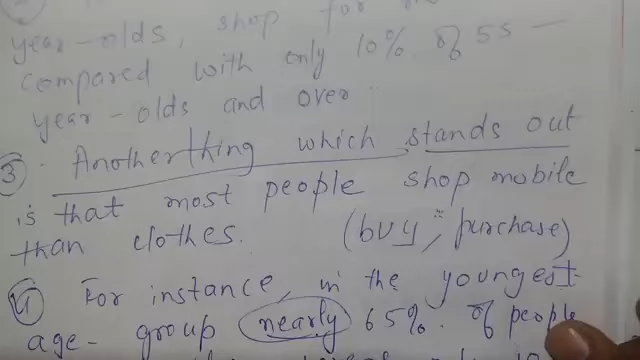 year-olds, shop for
compared with only 10% of 55 —
year-olds and over.
③. Another thing which stands out
is that most people shop mobile
than clothes. (buy, purchase)
④ For instance, in the youngest
age- group nearly 65% of people